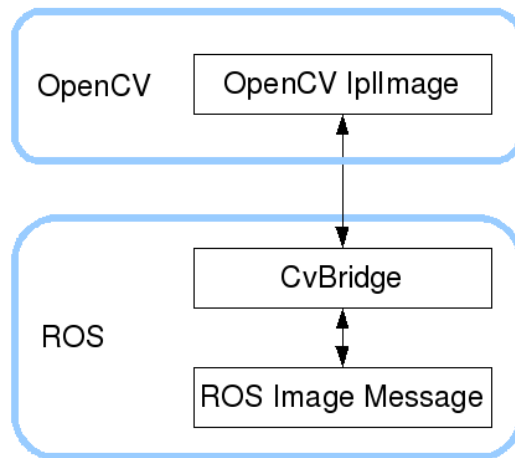 OpenCV
OpenCV IplImage
CvBridge
ROS
ROS Image Message